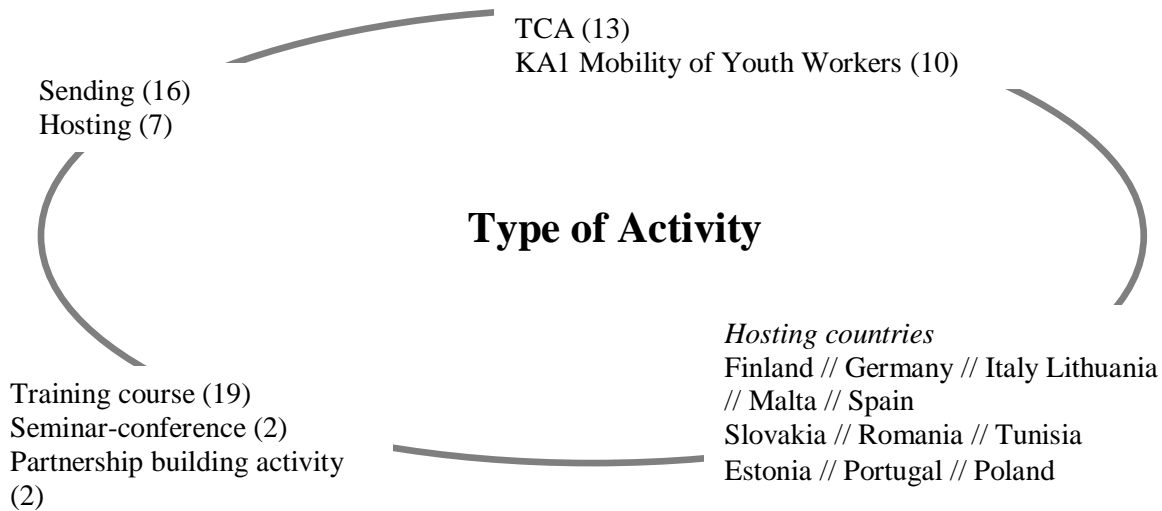 TCA (13)
KA1 Mobility of Youth Workers (10)
Sending (16)
Hosting (7)
Type of Activity
Hosting countries
Finland // Germany // Italy Lithuania
// Malta // Spain
Slovakia // Romania // Tunisia
Estonia // Portugal // Poland
Training course (19)
Seminar-conference (2)
Partnership building activity
(2)